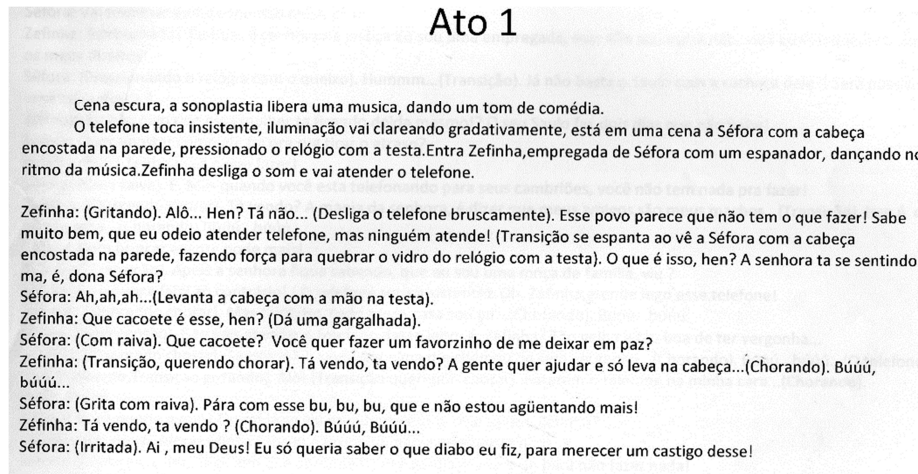 Ato 1
Cena escura, a sonoplastia libera uma musica, dando um tom de comédia.
O telefone toca insistente, iluminação vai clareando gradativamente, está em uma cena a Séfora com a cabeça
encostada na parede, pressionado o relógio com a testa.Entra Zefinha,empregada de Séfora com um espanador, dançando no
ritmo da música.Zefinha desliga o som e vai atender o telefone.
Zefinha: (Gritando). Alô... Hen? Tá não... (Desliga o telefone bruscamente). Esse povo parece que não tem o que fazer! Sabe
muito bem, que eu odeio atender telefone, mas ninguém atende! (Transição se espanta ao vê a Séfora com a cabeça
encostada na parede, fazendo força para quebrar o vidro do relógio com a testa). O que é isso, hen? A senhora ta se sentindo
ma, é, dona Séfora?
Séfora: Ah,ah,ah...(Levanta a cabeça com a mão na testa).
Zefinha: Que cacoete é esse, hen? (Dá uma gargalhada).
Séfora: (Com raiva). Que cacoete? Você quer fazer um favorzinho de me deixar em paz?
Zefinha: (Transição, querendo chorar). Tá vendo, ta vendo? A gente quer ajudar e só leva na cabeça...(Chorando). Búúú,
búúú...
Séfora: (Grita com raiva). Pára com esse bu, bu, bu, que e não estou agüentando mais!
Zéfinha: Tá vendo, ta vendo ? (Chorando). Búúú, Búúú...
Séfora: (Irritada). Ai , meu Deus! Eu só queria saber o que diabo eu fiz, para merecer um castigo desse!